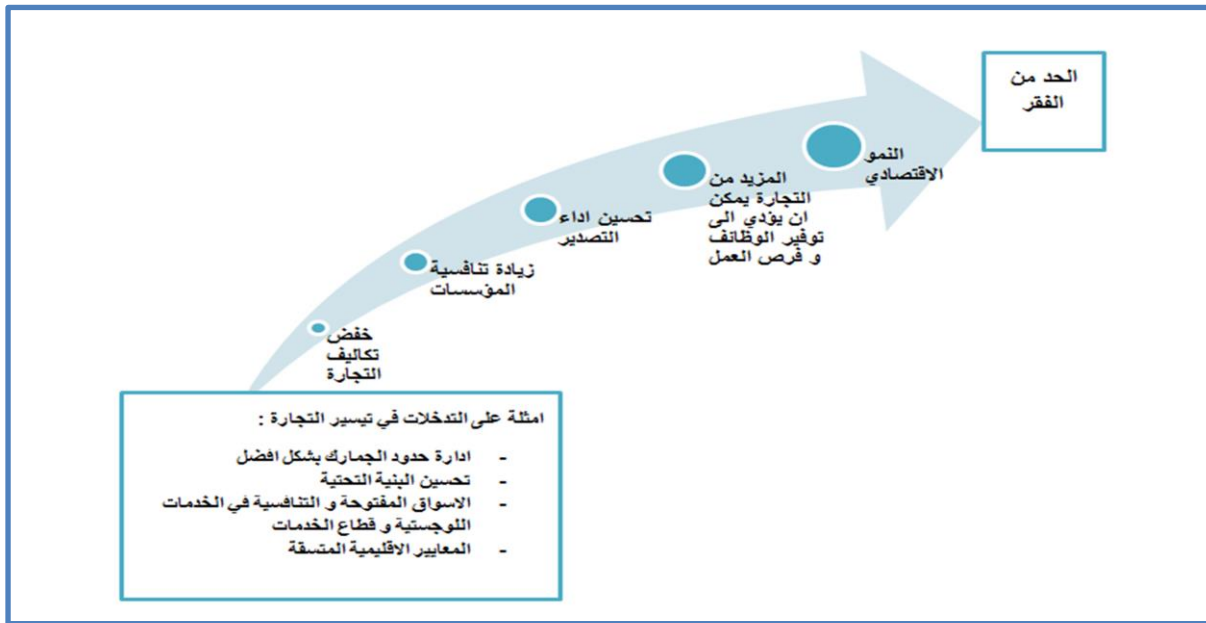 الحد من
الفقر
النمو
الاقتصادي
المزيد من
التجارة يمكن
ان يؤدي الى
توفير الوظائف
و فرص العمل
تحسين اداء
التصدير
زيادة تنافسية
المؤسسات
خفض
تكاليف
التجارة
امثلة على التدخلات في تيسير التجارة :
- ادارة حدود الجمارك بشكل افضل
- تحسين البنية التحتية
- الاسواق المفتوحة و التنافسية في الخدمات
اللوجستية و قطاع الخدمات
- المعايير الاقليمية المتسقة